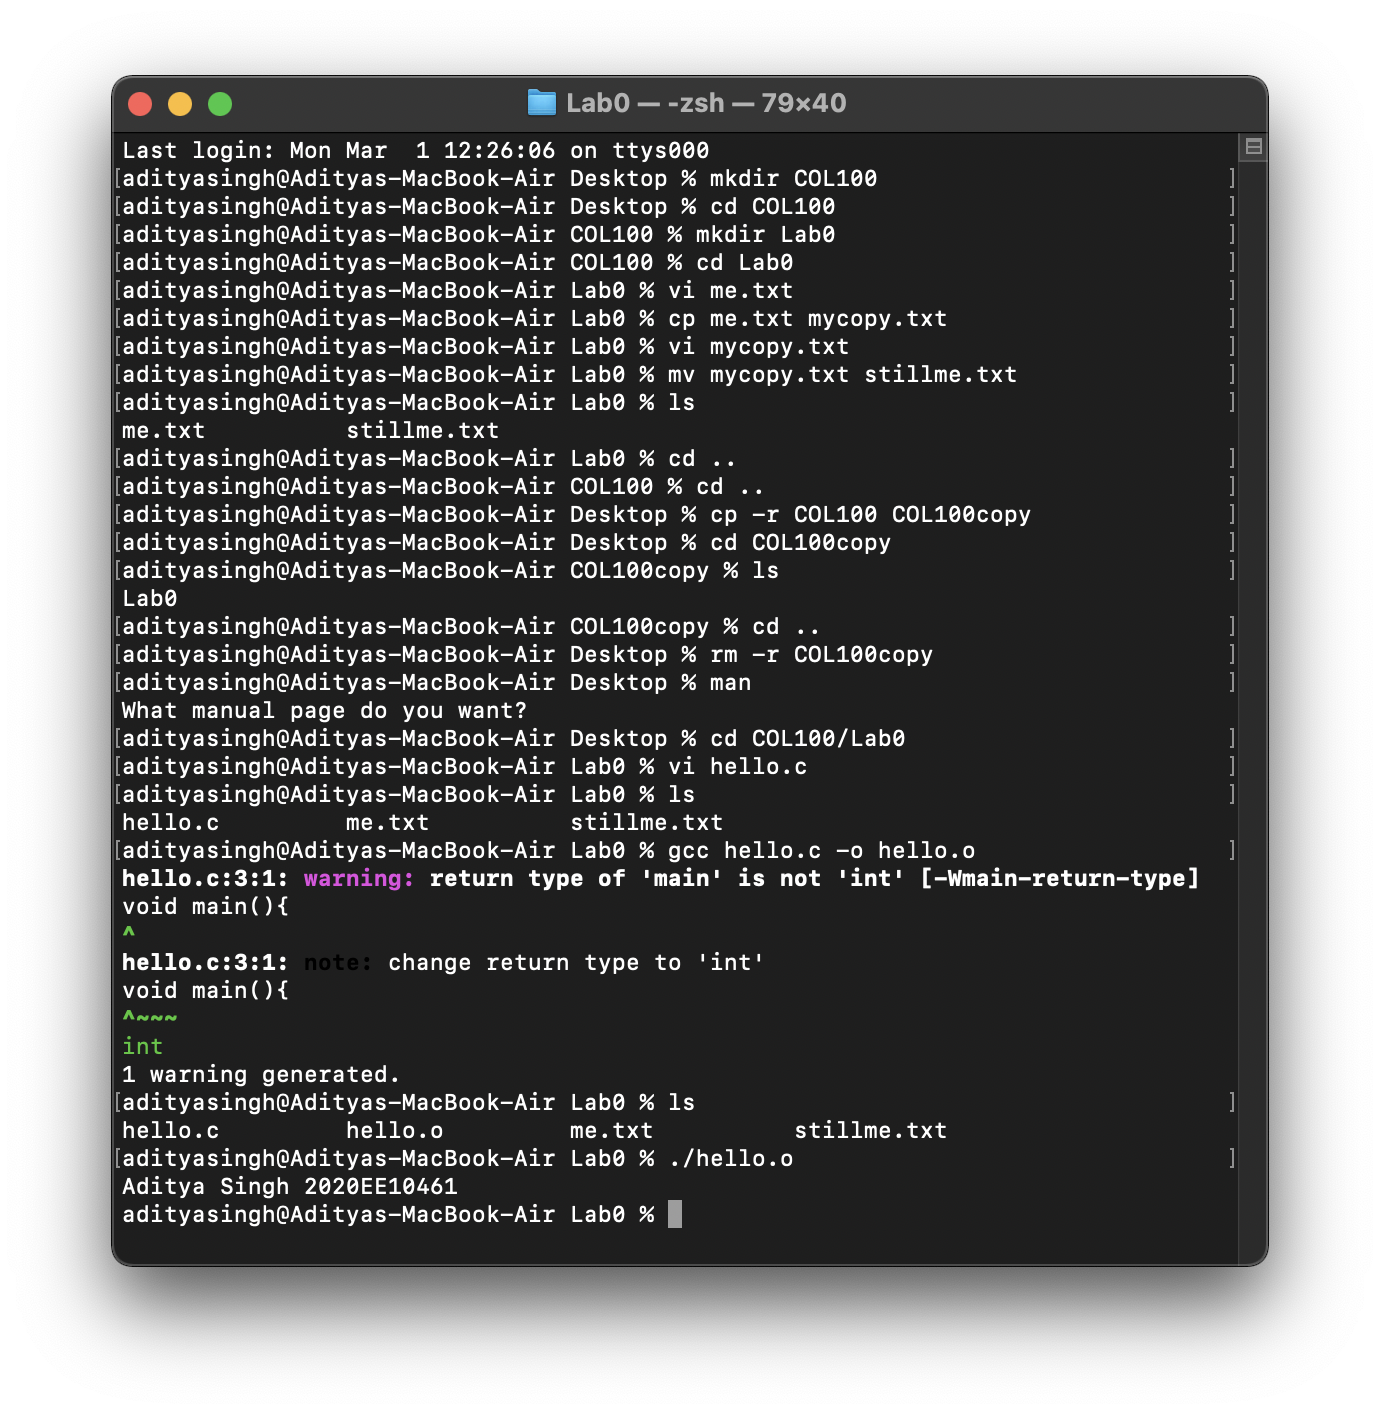 Lab0 — -zsh — 79×40
Last login: Mon Mar  1 12:26:06 on ttys000
[adityasingh@Adityas-MacBook-Air Desktop % mkdir COL100 ]
[adityasingh@Adityas-MacBook-Air Desktop % cd COL100 ]
[adityasingh@Adityas-MacBook-Air COL100 % mkdir Lab0 ]
[adityasingh@Adityas-MacBook-Air COL100 % cd Lab0 ]
[adityasingh@Adityas-MacBook-Air Lab0 % vi me.txt ]
[adityasingh@Adityas-MacBook-Air Lab0 % cp me.txt mycopy.txt ]
[adityasingh@Adityas-MacBook-Air Lab0 % vi mycopy.txt ]
[adityasingh@Adityas-MacBook-Air Lab0 % mv mycopy.txt stillme.txt ]
[adityasingh@Adityas-MacBook-Air Lab0 % ls ]
me.txt          stillme.txt
[adityasingh@Adityas-MacBook-Air Lab0 % cd .. ]
[adityasingh@Adityas-MacBook-Air COL100 % cd .. ]
[adityasingh@Adityas-MacBook-Air Desktop % cp -r COL100 COL100copy ]
[adityasingh@Adityas-MacBook-Air Desktop % cd COL100copy ]
[adityasingh@Adityas-MacBook-Air COL100copy % ls ]
Lab0
[adityasingh@Adityas-MacBook-Air COL100copy % cd .. ]
[adityasingh@Adityas-MacBook-Air Desktop % rm -r COL100copy ]
[adityasingh@Adityas-MacBook-Air Desktop % man ]
What manual page do you want?
[adityasingh@Adityas-MacBook-Air Desktop % cd COL100/Lab0 ]
[adityasingh@Adityas-MacBook-Air Lab0 % vi hello.c ]
[adityasingh@Adityas-MacBook-Air Lab0 % ls ]
hello.c         me.txt          stillme.txt
[adityasingh@Adityas-MacBook-Air Lab0 % gcc hello.c -o hello.o ]
hello.c:3:1: warning: return type of 'main' is not 'int' [-Wmain-return-type]
void main(){
^
hello.c:3:1: note: change return type to 'int'
void main(){
^~~~
int
1 warning generated.
[adityasingh@Adityas-MacBook-Air Lab0 % ls ]
hello.c         hello.o         me.txt          stillme.txt
[adityasingh@Adityas-MacBook-Air Lab0 % ./hello.o ]
Aditya Singh 2020EE10461
adityasingh@Adityas-MacBook-Air Lab0 %